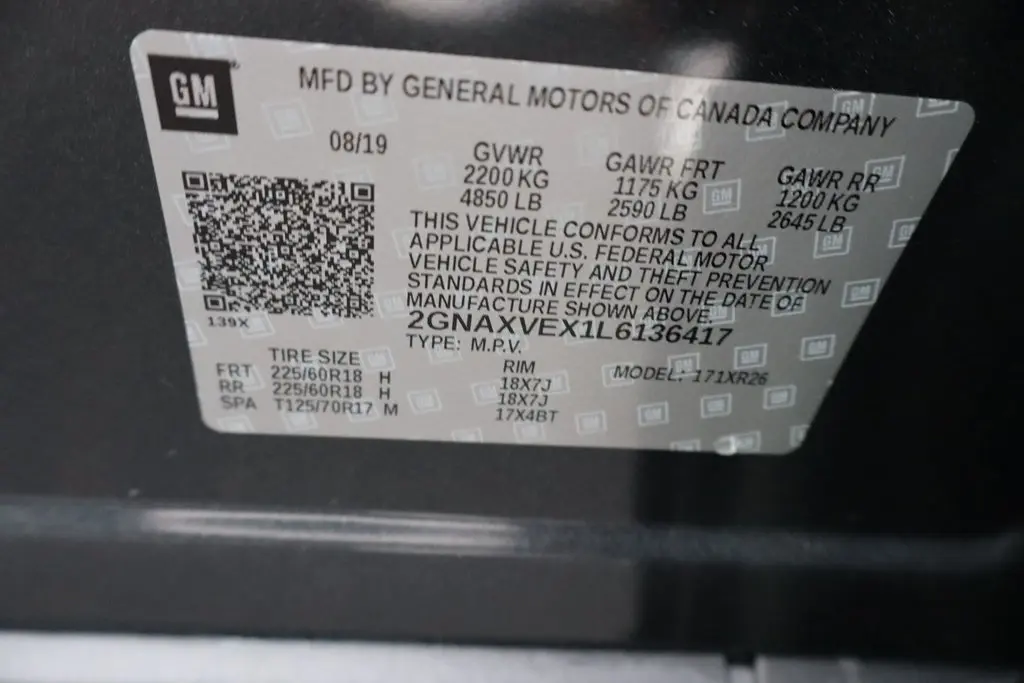 GM MFD BY GENERAL MOTORS OF CANADA COMPANY
08/19 GVWR GAWR FRT GAWR RR
2200 KG 1175 KG 1200 KG
4850 LB 2590 LB 2645 LB
THIS VEHICLE CONFORMS TO ALL
APPLICABLE U.S. FEDERAL MOTOR
VEHICLE SAFETY AND THEFT PREVENTION
STANDARDS IN EFFECT ON THE DATE OF
MANUFACTURE SHOWN ABOVE.
139X 2GNAXVEX1L6136417
TYPE: M.P.V.
TIRE SIZE RIM MODEL: 171XR26
FRT 225/60R18 H 18X7J
RR 225/60R18 H 18X7J
SPA T125/70R17 M 17X4BT